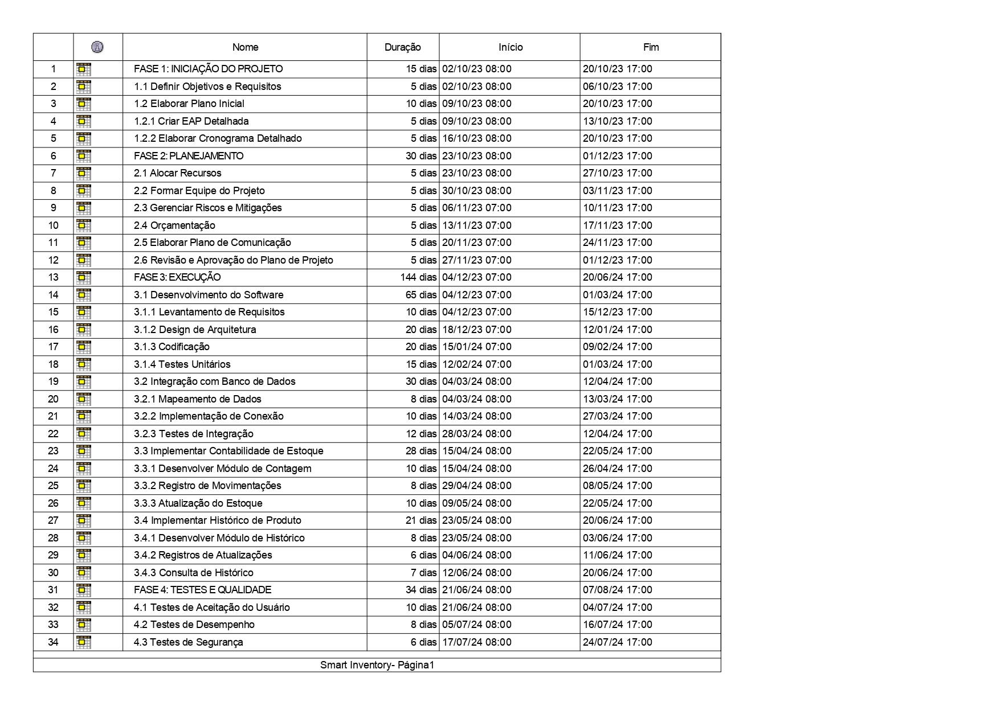 Nome Duração Início Fim
1 FASE 1: INICIAÇÃO DO PROJETO 15 dias 02/10/23 08:00 20/10/23 17:00
2 1.1 Definir Objetivos e Requisitos 5 dias 02/10/23 08:00 06/10/23 17:00
3 1.2 Elaborar Plano Inicial 10 dias 09/10/23 08:00 20/10/23 17:00
4 1.2.1 Criar EAP Detalhada 5 dias 09/10/23 08:00 13/10/23 17:00
5 1.2.2 Elaborar Cronograma Detalhado 5 dias 16/10/23 08:00 20/10/23 17:00
6 FASE 2: PLANEJAMENTO 30 dias 23/10/23 08:00 01/12/23 17:00
7 2.1 Alocar Recursos 5 dias 23/10/23 08:00 27/10/23 17:00
8 2.2 Formar Equipe do Projeto 5 dias 30/10/23 08:00 03/11/23 17:00
9 2.3 Gerenciar Riscos e Mitigações 5 dias 06/11/23 07:00 10/11/23 17:00
10 2.4 Orçamentação 5 dias 13/11/23 07:00 17/11/23 17:00
11 2.5 Elaborar Plano de Comunicação 5 dias 20/11/23 07:00 24/11/23 17:00
12 2.6 Revisão e Aprovação do Plano de Projeto 5 dias 27/11/23 07:00 01/12/23 17:00
13 FASE 3: EXECUÇÃO 144 dias 04/12/23 07:00 20/06/24 17:00
14 3.1 Desenvolvimento do Software 65 dias 04/12/23 07:00 01/03/24 17:00
15 3.1.1 Levantamento de Requisitos 10 dias 04/12/23 07:00 15/12/23 17:00
16 3.1.2 Design de Arquitetura 20 dias 18/12/23 07:00 12/01/24 17:00
17 3.1.3 Codificação 20 dias 15/01/24 07:00 09/02/24 17:00
18 3.1.4 Testes Unitários 15 dias 12/02/24 07:00 01/03/24 17:00
19 3.2 Integração com Banco de Dados 30 dias 04/03/24 08:00 12/04/24 17:00
20 3.2.1 Mapeamento de Dados 8 dias 04/03/24 08:00 13/03/24 17:00
21 3.2.2 Implementação de Conexão 10 dias 14/03/24 08:00 27/03/24 17:00
22 3.2.3 Testes de Integração 12 dias 28/03/24 08:00 12/04/24 17:00
23 3.3 Implementar Contabilidade de Estoque 28 dias 15/04/24 08:00 22/05/24 17:00
24 3.3.1 Desenvolver Módulo de Contagem 10 dias 15/04/24 08:00 26/04/24 17:00
25 3.3.2 Registro de Movimentações 8 dias 29/04/24 08:00 08/05/24 17:00
26 3.3.3 Atualização do Estoque 10 dias 09/05/24 08:00 22/05/24 17:00
27 3.4 Implementar Histórico de Produto 21 dias 23/05/24 08:00 20/06/24 17:00
28 3.4.1 Desenvolver Módulo de Histórico 8 dias 23/05/24 08:00 03/06/24 17:00
29 3.4.2 Registros de Atualizações 6 dias 04/06/24 08:00 11/06/24 17:00
30 3.4.3 Consulta de Histórico 7 dias 12/06/24 08:00 20/06/24 17:00
31 FASE 4: TESTES E QUALIDADE 34 dias 21/06/24 08:00 07/08/24 17:00
32 4.1 Testes de Aceitação do Usuário 10 dias 21/06/24 08:00 04/07/24 17:00
33 4.2 Testes de Desempenho 8 dias 05/07/24 08:00 16/07/24 17:00
34 4.3 Testes de Segurança 6 dias 17/07/24 08:00 24/07/24 17:00
Smart Inventory- Página1